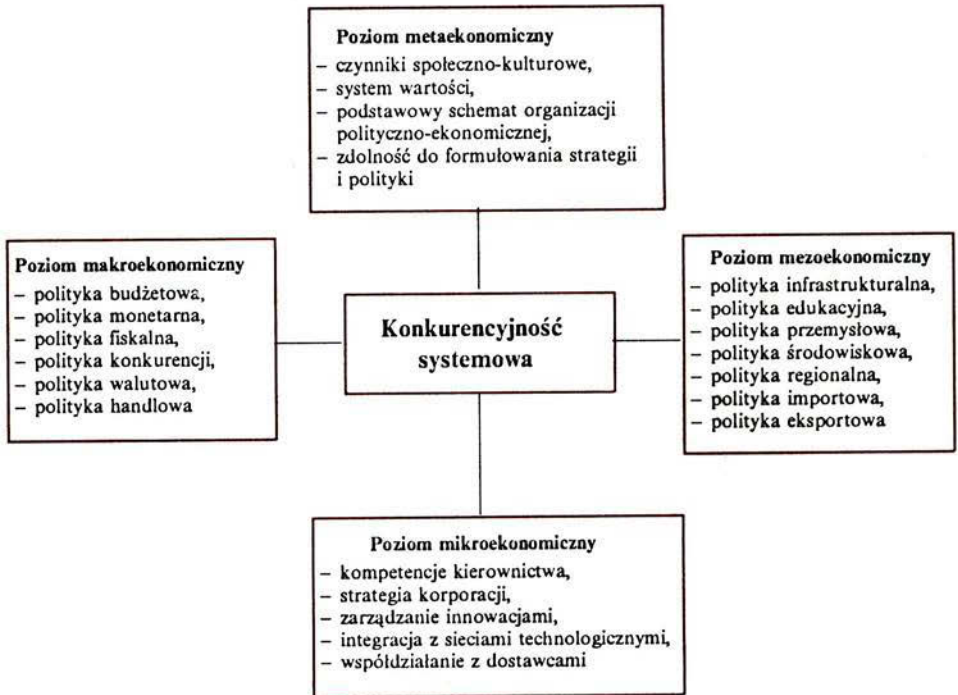 Poziom metaekonomiczny
– czynniki społeczno-kulturowe,
– system wartości,
– podstawowy schemat organizacji
polityczno-ekonomicznej,
– zdolność do formułowania strategii
i polityki
Poziom makroekonomiczny
– polityka budżetowa,
– polityka monetarna,
– polityka fiskalna,
– polityka konkurencji,
– polityka walutowa,
– polityka handlowa
Konkurencyjność
systemowa
Poziom mezoekonomiczny
– polityka infrastrukturalna,
– polityka edukacyjna,
– polityka przemysłowa,
– polityka środowiskowa,
– polityka regionalna,
– polityka importowa,
– polityka eksportowa
Poziom mikroekonomiczny
– kompetencje kierownictwa,
– strategia korporacji,
– zarządzanie innowacjami,
– integracja z sieciami technologicznymi,
– współdziałanie z dostawcami